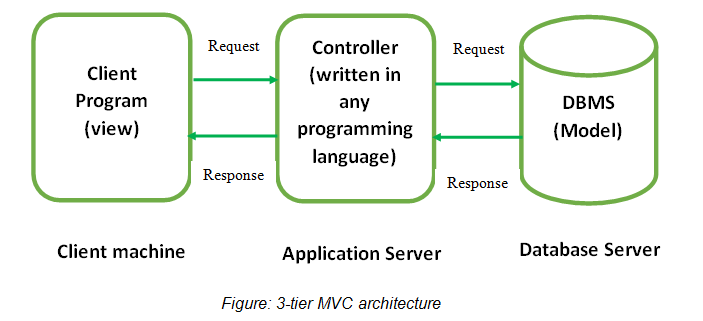 Client
Program
(view)
Request
Response
Controller
(written in
any
programming
language)
Request
Response
DBMS
(Model)
Client machine
Application Server
Database Server
Figure: 3-tier MVC architecture